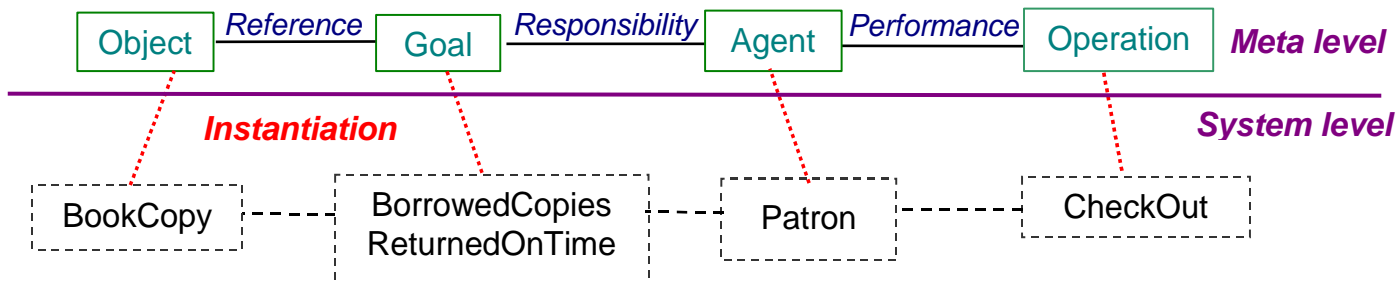 Object Reference Goal Responsibility Agent Performance Operation Meta level
Instantiation System level
BookCopy
BorrowedCopies
ReturnedOnTime
Patron
CheckOut